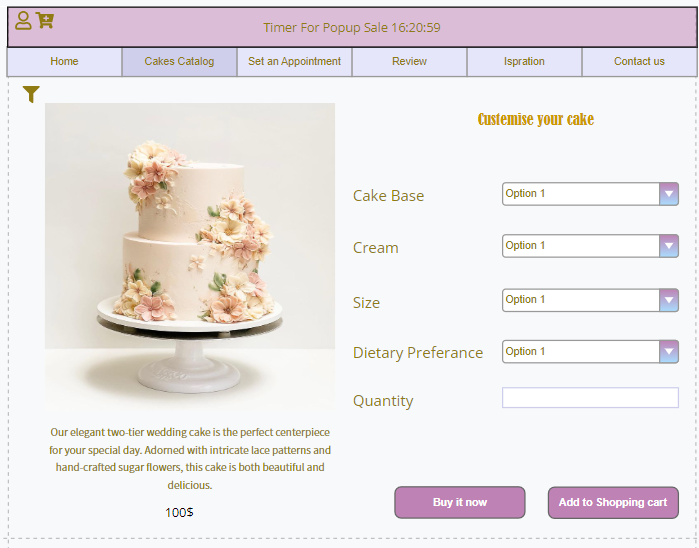 Timer For Popup Sale 16:20:59
Home
Cakes Catalog
Set an Appointment
Review
Ispration
Contact us
Custemise your cake
Cake Base
Option 1
Cream
Option 1
Size
Option 1
Dietary Preferance
Option 1
Quantity
Our elegant two-tier wedding cake is the perfect centerpiece
for your special day. Adorned with intricate lace patterns and
hand-crafted sugar flowers, this cake is both beautiful and
delicious.
100$
Buy it now
Add to Shopping cart